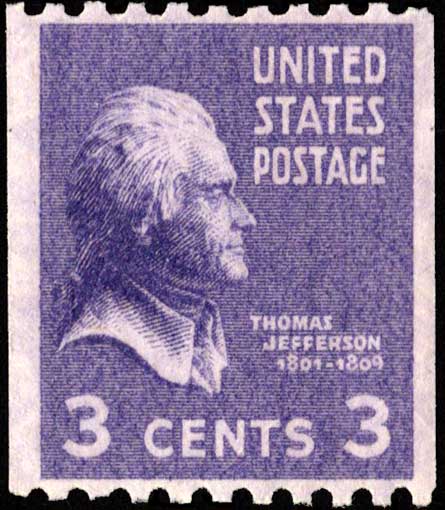 UNITED
STATES
POSTAGE
THOMAS
JEFFERSON
1801-1809
3 CENTS 3